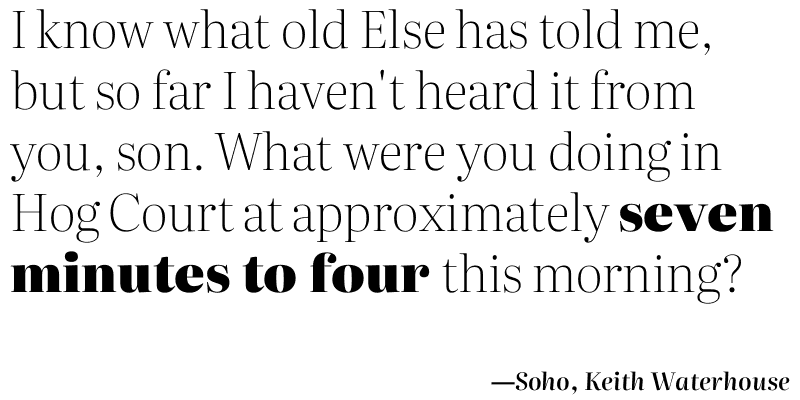 I know what old Else has told me,
but so far I haven't heard it from
you, son. What were you doing in
Hog Court at approximately seven
minutes to four this morning?
—Soho, Keith Waterhouse